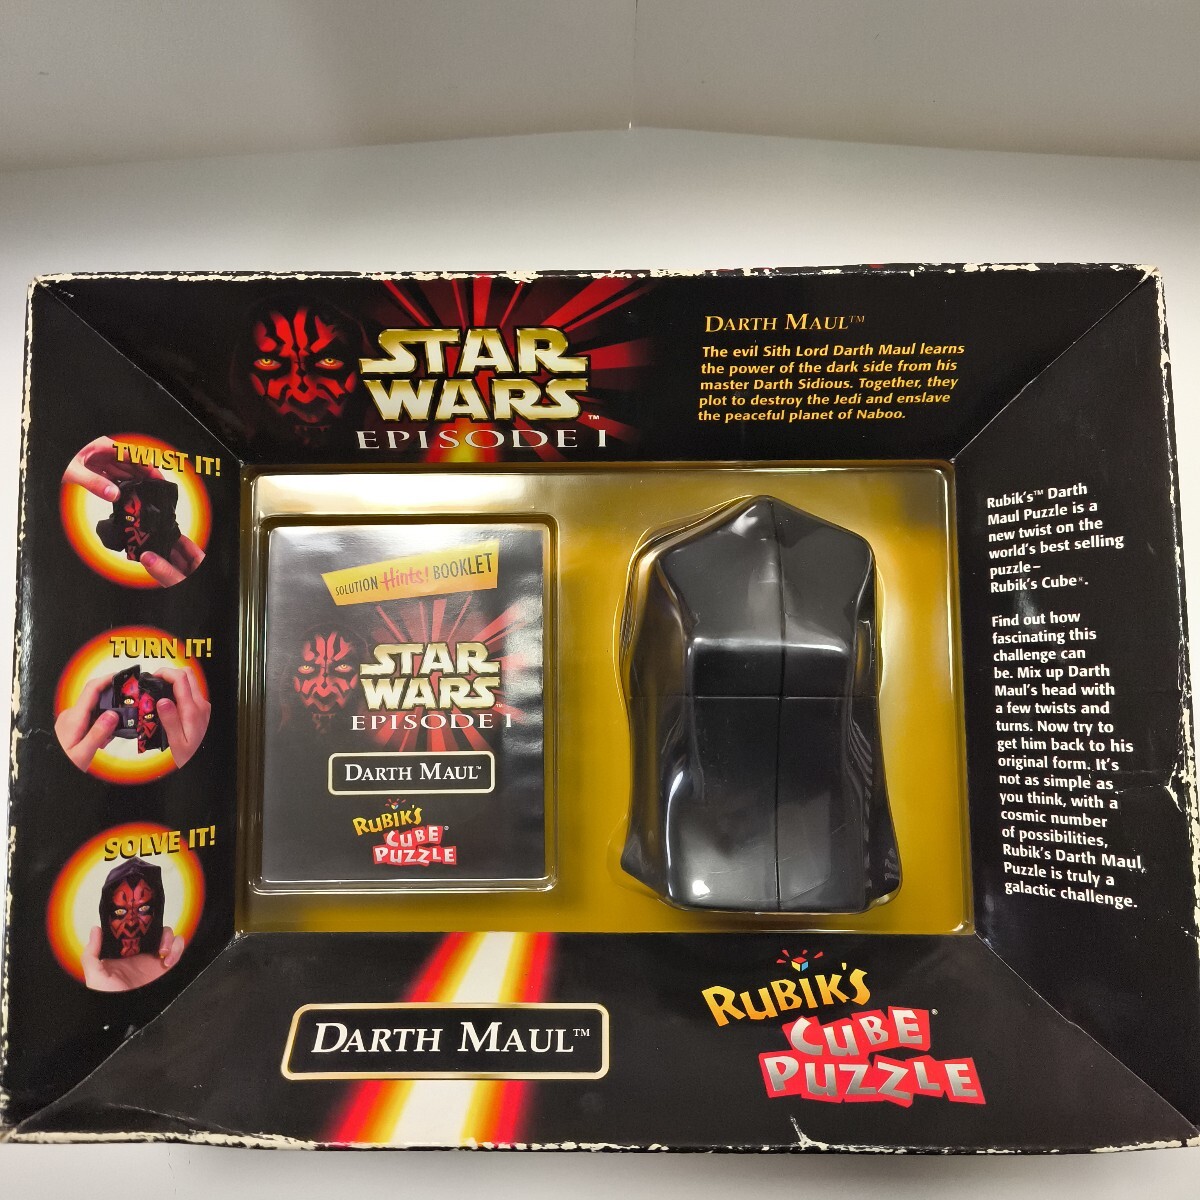 STAR
WARS™
EPISODE I
DARTH MAUL™
The evil Sith Lord Darth Maul learns
the power of the dark side from his
master Darth Sidious. Together, they
plot to destroy the Jedi and enslave
the peaceful planet of Naboo.
TWIST IT!
TURN IT!
SOLVE IT!
SOLUTION Hints! BOOKLET
STAR
WARS™
EPISODE I
DARTH MAUL™
RUBIK'S
CUBE®
PUZZLE
Rubik's™ Darth
Maul Puzzle is a
new twist on the
world's best selling
puzzle–
Rubik's Cube®.
Find out how
fascinating this
challenge can
be. Mix up Darth
Maul's head with
a few twists and
turns. Now try to
get him back to his
original form. It's
not as simple as
you think, with a
cosmic number
of possibilities,
Rubik's Darth Maul
Puzzle is truly a
galactic challenge.
DARTH MAUL™
RUBIK'S
CUBE®
PUZZLE